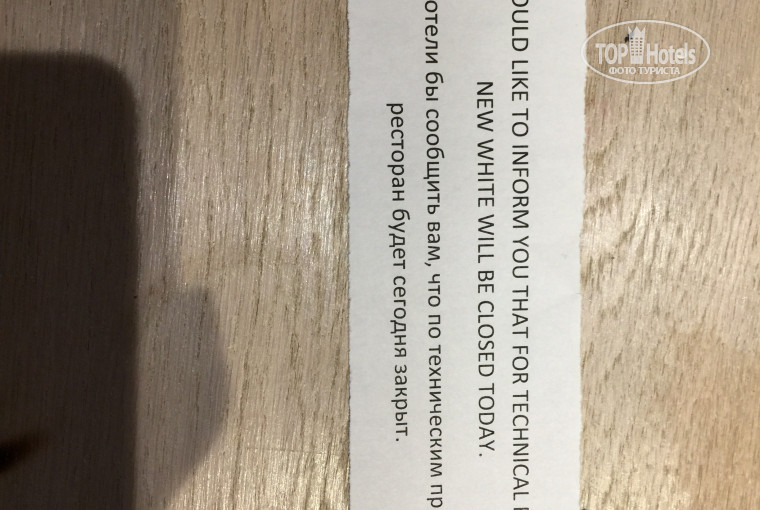 OULD LIKE TO INFORM YOU THAT FOR TECHNICAL
NEW WHITE WILL BE CLOSED TODAY.
отели бы сообщить вам, что по техническим пр
ресторан будет сегодня закрыт.
TOP Hotels
ФОТО ТУРИСТА